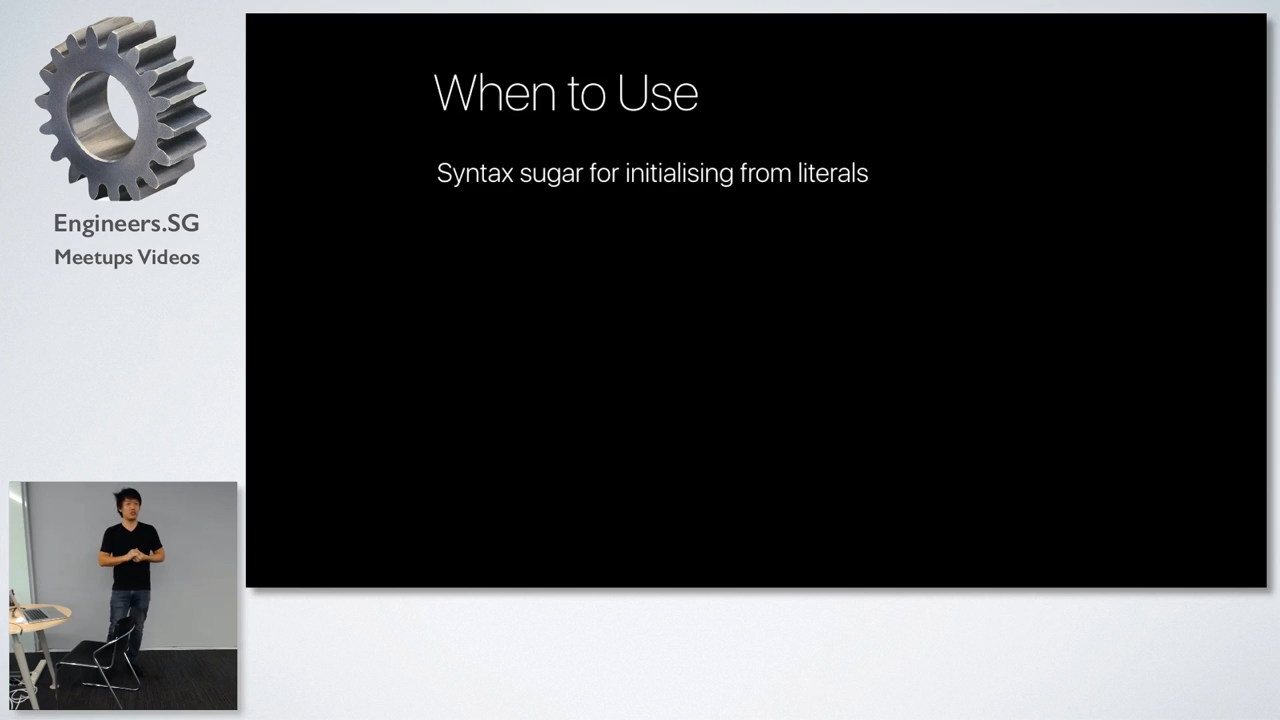 When to Use
Syntax sugar for initialising from literals
Engineers.SG
Meetups Videos